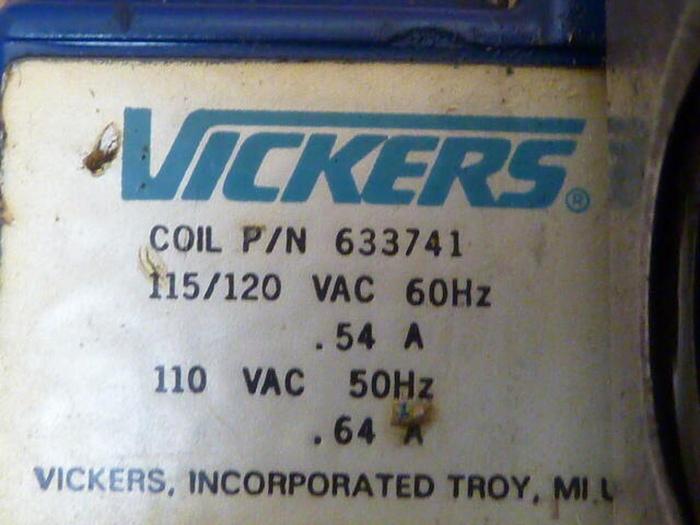 VICKERS®
COIL P/N 633741
115/120 VAC 60Hz
.54 A
110 VAC 50Hz
.64 A
VICKERS, INCORPORATED TROY, MI